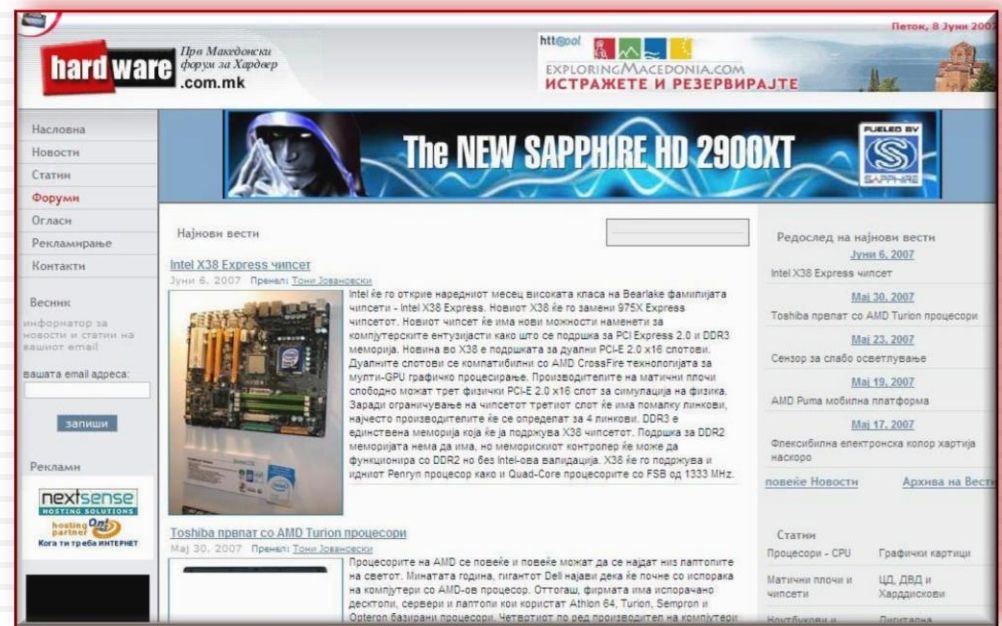 Петок, 8 Јуни 2007
hard ware
Прв Македонски
форум за Хардвер
.com.mk
httpool
EXPLORINGMACEDONIA.COM
ИСТРАЖЕТЕ И РЕЗЕРВИРАЈТЕ
The NEW SAPPHIRE HD 2900XT
FUELED BY
SAPPHIRE
Насловна
Новости
Статии
Форуми
Огласи
Рекламирање
Контакти
Весник
информатор за
новости и статии на
вашиот email
вашата email адреса:
запиши
Реклами
nextsense
HOSTING SOLUTIONS
hosting
partner
Кога ти треба ИНТЕРНЕТ
Најнови вести
Intel X38 Express чипсет
Јуни 6, 2007 Пренел: Тони Јовановски
Intel ќе го открие наредниот месец високата класа на Bearlake фамилијата
чипсети - Intel X38 Express. Новиот X38 ќе го замени 975X Express
чипсетот. Новиот чипсет ќе има нови можности наменети за
компјутерските ентузијасти како што се подршка за PCI Express 2.0 и DDR3
меморија. Новина во X38 е подршката за дуални PCI-E 2.0 x16 слотови.
Дуалните слотови се компатибилни со AMD CrossFire технологијата за
мулти-GPU графичко процесирање. Производителите на матични плочи
слободно можат трет физички PCI-E 2.0 x16 слот за симулација на физика.
Заради ограничување на чипсетот третиот слот ќе има помалку линкови,
најчесто производителите ќе се определат за 4 линкови. DDR3 е
единствена меморија која ќе ја подржува X38 чипсетот. Подршка за DDR2
меморијата нема да има, но меморискиот контролер ќе може да
функционира со DDR2 но без Intel-ова валидација. X38 ќе го подржува и
идниот Penryn процесор како и Quad-Core процесорите со FSB од 1333 MHz.
Toshiba првпат со AMD Turion процесори
Мај 30, 2007 Пренел: Тони Јовановски
Процесорите на AMD се повеќе и повеќе можат да се најдат низ лаптопите
на светот. Минатата година, гигантот Dell најави дека ќе почне со испорака
на компјутери со AMD-ов процесор. Оттогаш, фирмата има испорачано
десктопи, сервери и лаптопи кои користат Athlon 64, Turion, Sempron и
Opteron базирани процесори. Четвртиот по ред производител на компјутери
Редослед на најнови вести
Јуни 6, 2007
Intel X38 Express чипсет
Мај 30, 2007
Toshiba првпат со AMD Turion процесори
Мај 23, 2007
Сензор за слабо осветлување
Мај 19, 2007
AMD Puma мобилна платформа
Мај 17, 2007
Флексибилна електронска колор хартија
наскоро
повеќе Новости Архива на Вести
Статии
Процесори - CPU Графички картици
Матични плочи и ЦД, ДВД и
чипсети Харддискови
Ноутбукови и Дигитална